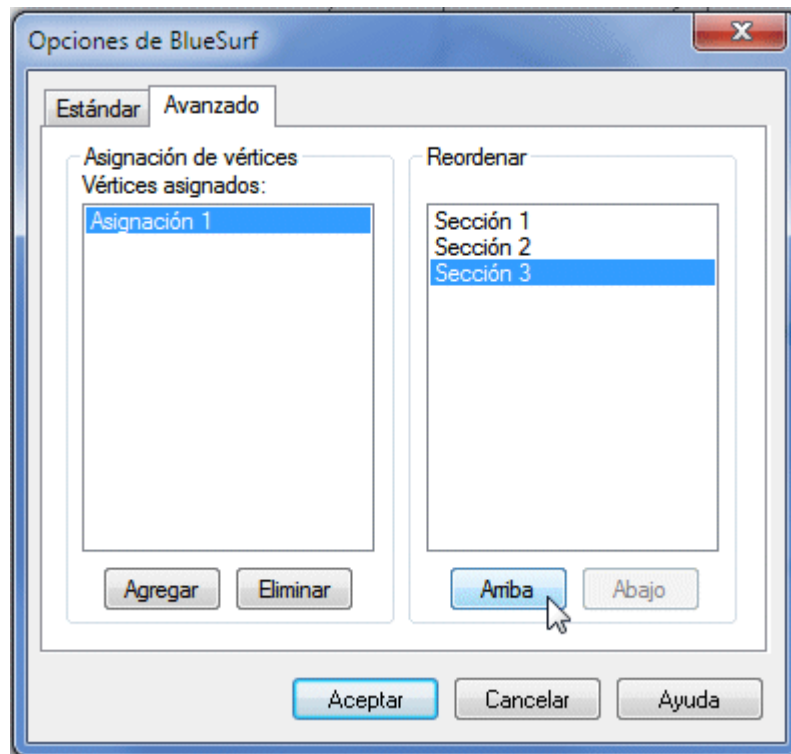 Opciones de BlueSurf
Estándar Avanzado
Asignación de vértices
Vértices asignados:
Asignación 1
Agregar Eliminar
Reordenar
Sección 1
Sección 2
Sección 3
Arriba Abajo
Aceptar Cancelar Ayuda